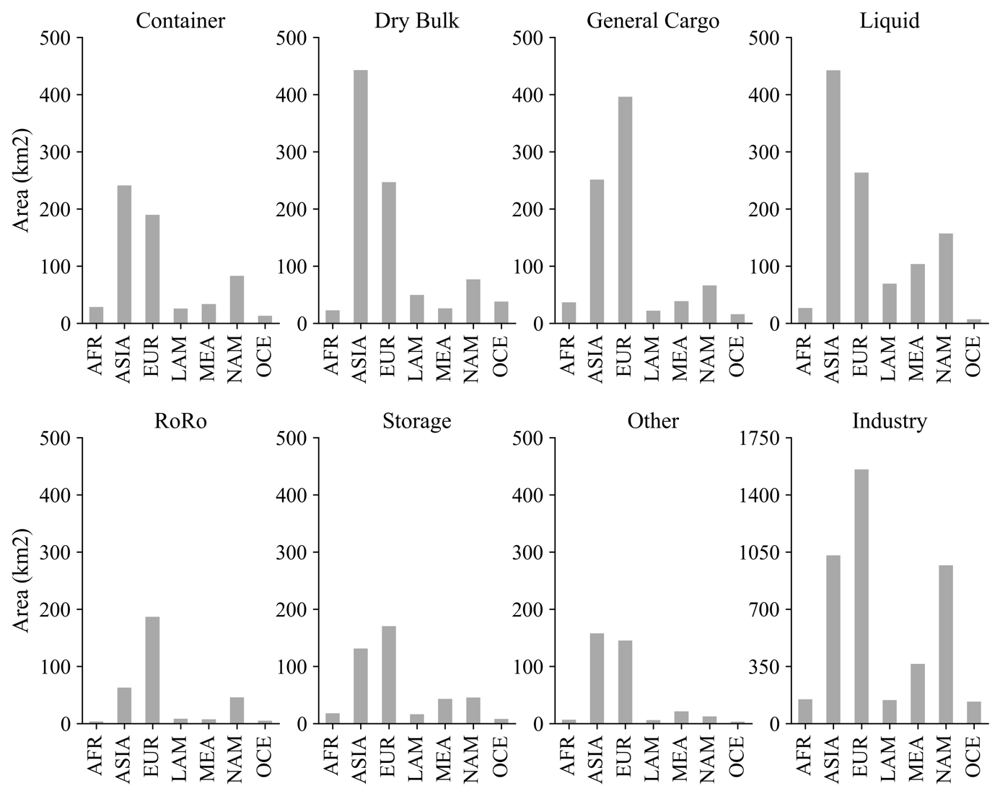 Container
Dry Bulk
General Cargo
Liquid
Area (km2)
500
400
300
200
100
0
AFR
ASIA
EUR
LAM
MEA
NAM
OCE
500
400
300
200
100
0
AFR
ASIA
EUR
LAM
MEA
NAM
OCE
500
400
300
200
100
0
AFR
ASIA
EUR
LAM
MEA
NAM
OCE
500
400
300
200
100
0
AFR
ASIA
EUR
LAM
MEA
NAM
OCE
RoRo
Storage
Other
Industry
Area (km2)
500
400
300
200
100
0
AFR
ASIA
EUR
LAM
MEA
NAM
OCE
500
400
300
200
100
0
AFR
ASIA
EUR
LAM
MEA
NAM
OCE
500
400
300
200
100
0
AFR
ASIA
EUR
LAM
MEA
NAM
OCE
1750
1400
1050
700
350
0
AFR
ASIA
EUR
LAM
MEA
NAM
OCE